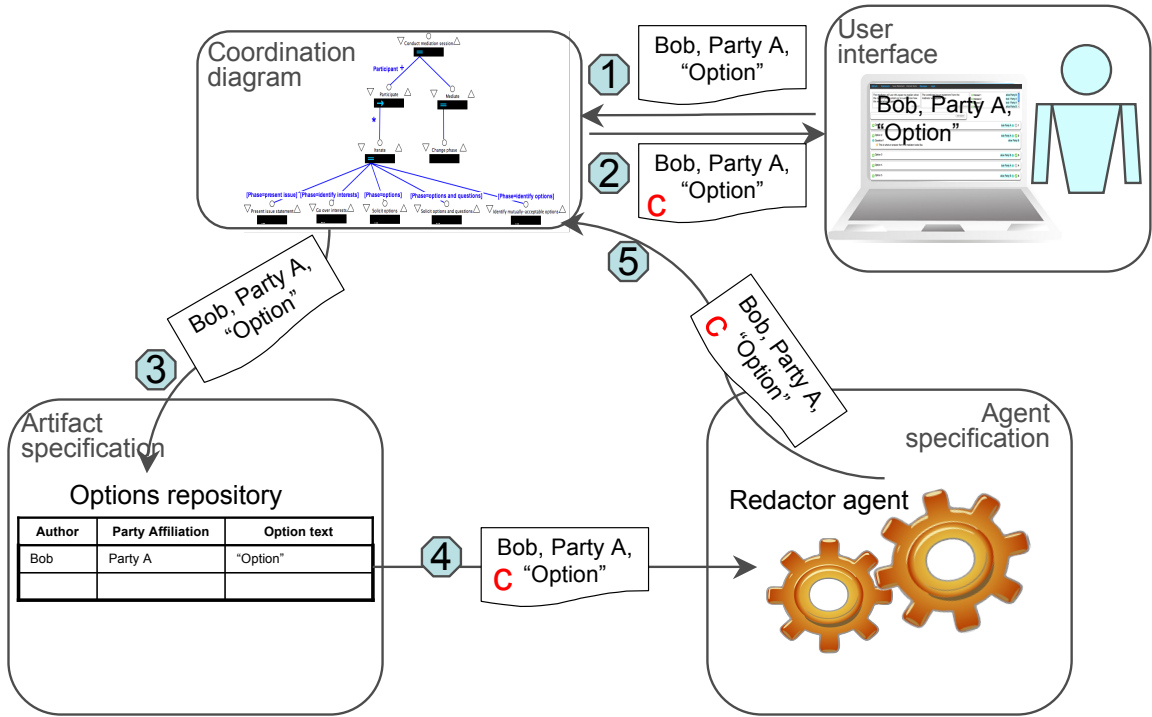 Coordination
diagram
Conduct mediation session
Participant +
Participate
Mediate
*
Iterate
Change phase
[Phase=present issue]
[Phase=identify interests]
[Phase=options]
[Phase=options and questions]
[Phase=identify options]
Present issue statement
Go over interests
Solicit options
Solicit options and questions
Identify mutually-acceptable options
1
Bob, Party A,
“Option”
2
Bob, Party A,
“Option”
C
User
interface
Bob, Party A,
“Option”
3
Bob, Party A,
“Option”
5
Bob, Party A,
“Option”
C
Artifact
specification
Options repository
Author Party Affiliation Option text
Bob Party A “Option”
4
Bob, Party A,
C “Option”
Agent
specification
Redactor agent